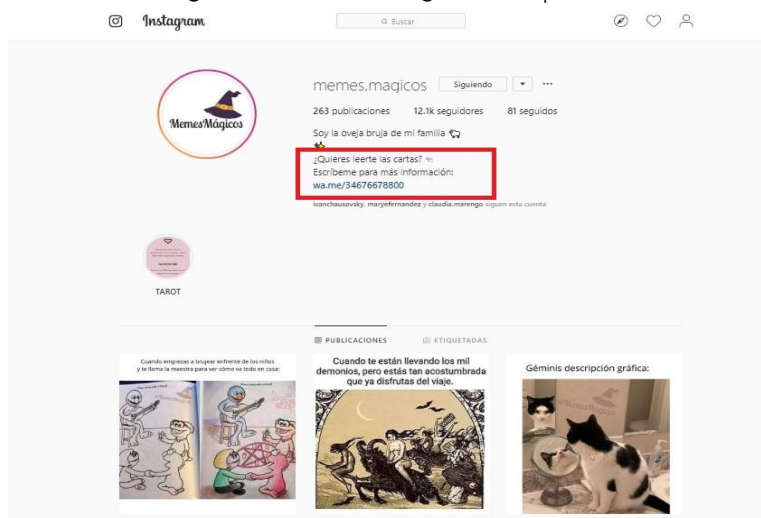 Instagram
Buscar
MemesMágicos
memes.magicos Siguiendo
263 publicaciones 12.1k seguidores 81 seguidos
Soy la oveja bruja de mi familia
¿Quieres leerte las cartas?
Escríbeme para más información:
wa.me/34676678800
ivanchausovsky, maryefernandez y claudia.marengo siguen esta cuenta
TAROT
PUBLICACIONES ETIQUETADAS
Cuando empiezas a brujear enfrente de los niños
y te llama la maestra para ver cómo va todo en casa:
Cuando te están llevando los mil
demonios, pero estás tan acostumbrada
que ya disfrutas del viaje.
Géminis descripción gráfica: